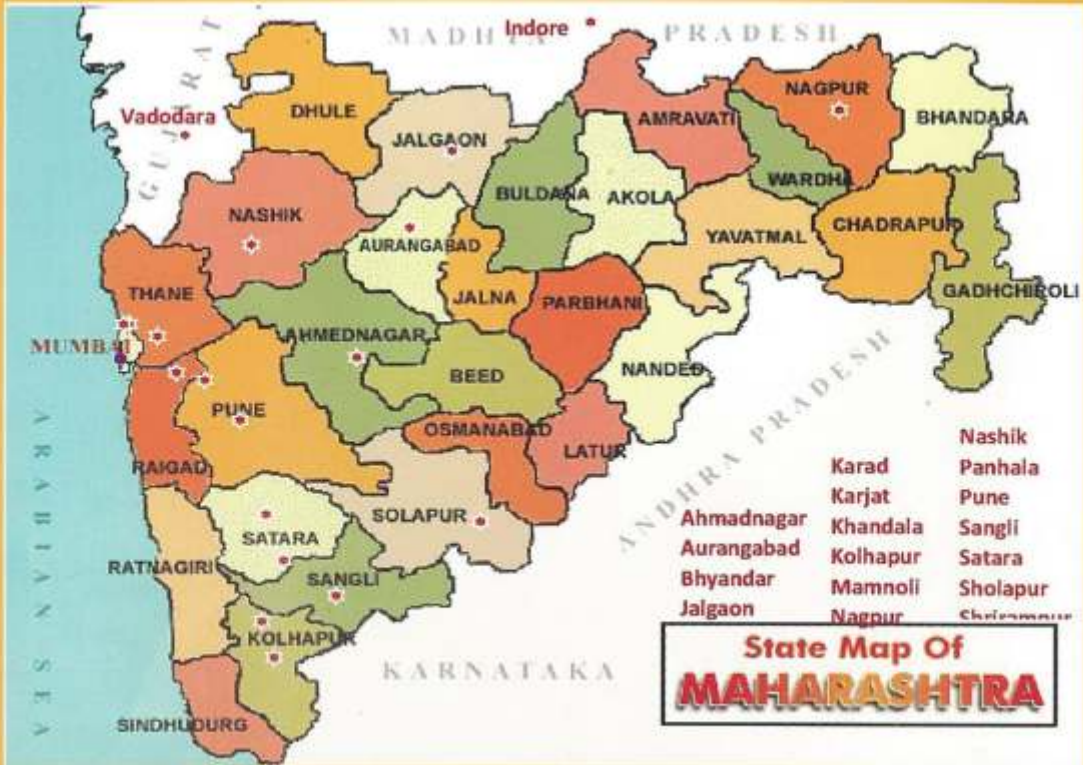 Indore
MADHYA PRADESH
GUJRAT
Vadodara
DHULE
JALGAON
NAGPUR
BHANDARA
AMRAVATI
BULDANA
AKOLA
WARDHA
NASHIK
AURANGABAD
YAVATMAL
CHADRAPUR
THANE
JALNA
PARBHANI
GADHCHIROLI
MUMBAI
AHMEDNAGAR
BEED
NANDED
PUNE
OSMANABAD
LATUR
RAIGAD
SATARA
SOLAPUR
RATNAGIRI
SANGLI
KOLHAPUR
SINDHUDURG
ARABIAN SEA
KARNATAKA
ANDHRA PRADESH
Ahmadnagar
Aurangabad
Bhyandar
Jalgaon
Karad
Karjat
Khandala
Kolhapur
Mamnoli
Nagpur
Nashik
Panhala
Pune
Sangli
Satara
Sholapur
Shrirampur
State Map Of
MAHARASHTRA